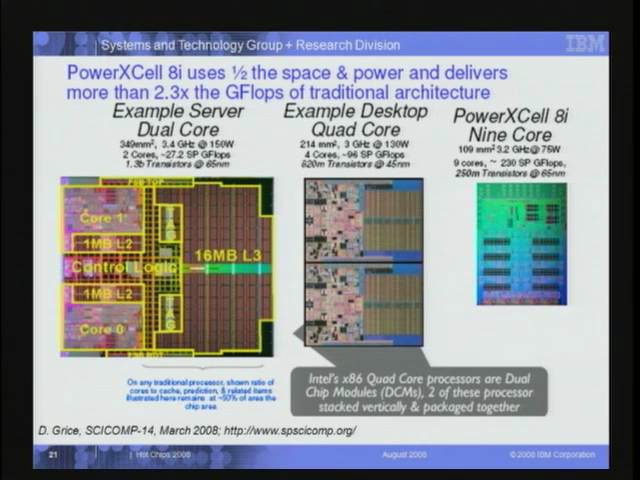 Systems and Technology Group + Research Division
IBM
PowerXCell 8i uses ½ the space & power and delivers
more than 2.3x the GFlops of traditional architecture
Example Server
Dual Core
349mm², 3.4 GHz @ 150W
2 Cores, ~27.2 SP GFlops
1.3b Transistors @ 65nm
Example Desktop
Quad Core
214 mm², 3 GHz @ 130W
4 Cores, ~96 SP GFlops
820m Transistors @ 45nm
PowerXCell 8i
Nine Core
109 mm² 3.2 GHz@ 75W
9 cores, ~ 230 SP GFlops,
250m Transistors @ 65nm
Core 1
1MB L2
TAG
16MB L3
Control Logic
1MB L2
TAG
Core 0
On any traditional processor, shown ratio of
cores to cache, prediction, & related items
illustrated here remains at ~50% of area the
chip area
Intel's x86 Quad Core processors are Dual
Chip Modules (DCMs), 2 of these processor
stacked vertically & packaged together
D. Grice, SCICOMP-14, March 2008; http://www.spscicomp.org/
21
Hot Chips 2008
August 2008
© 2008 IBM Corporation